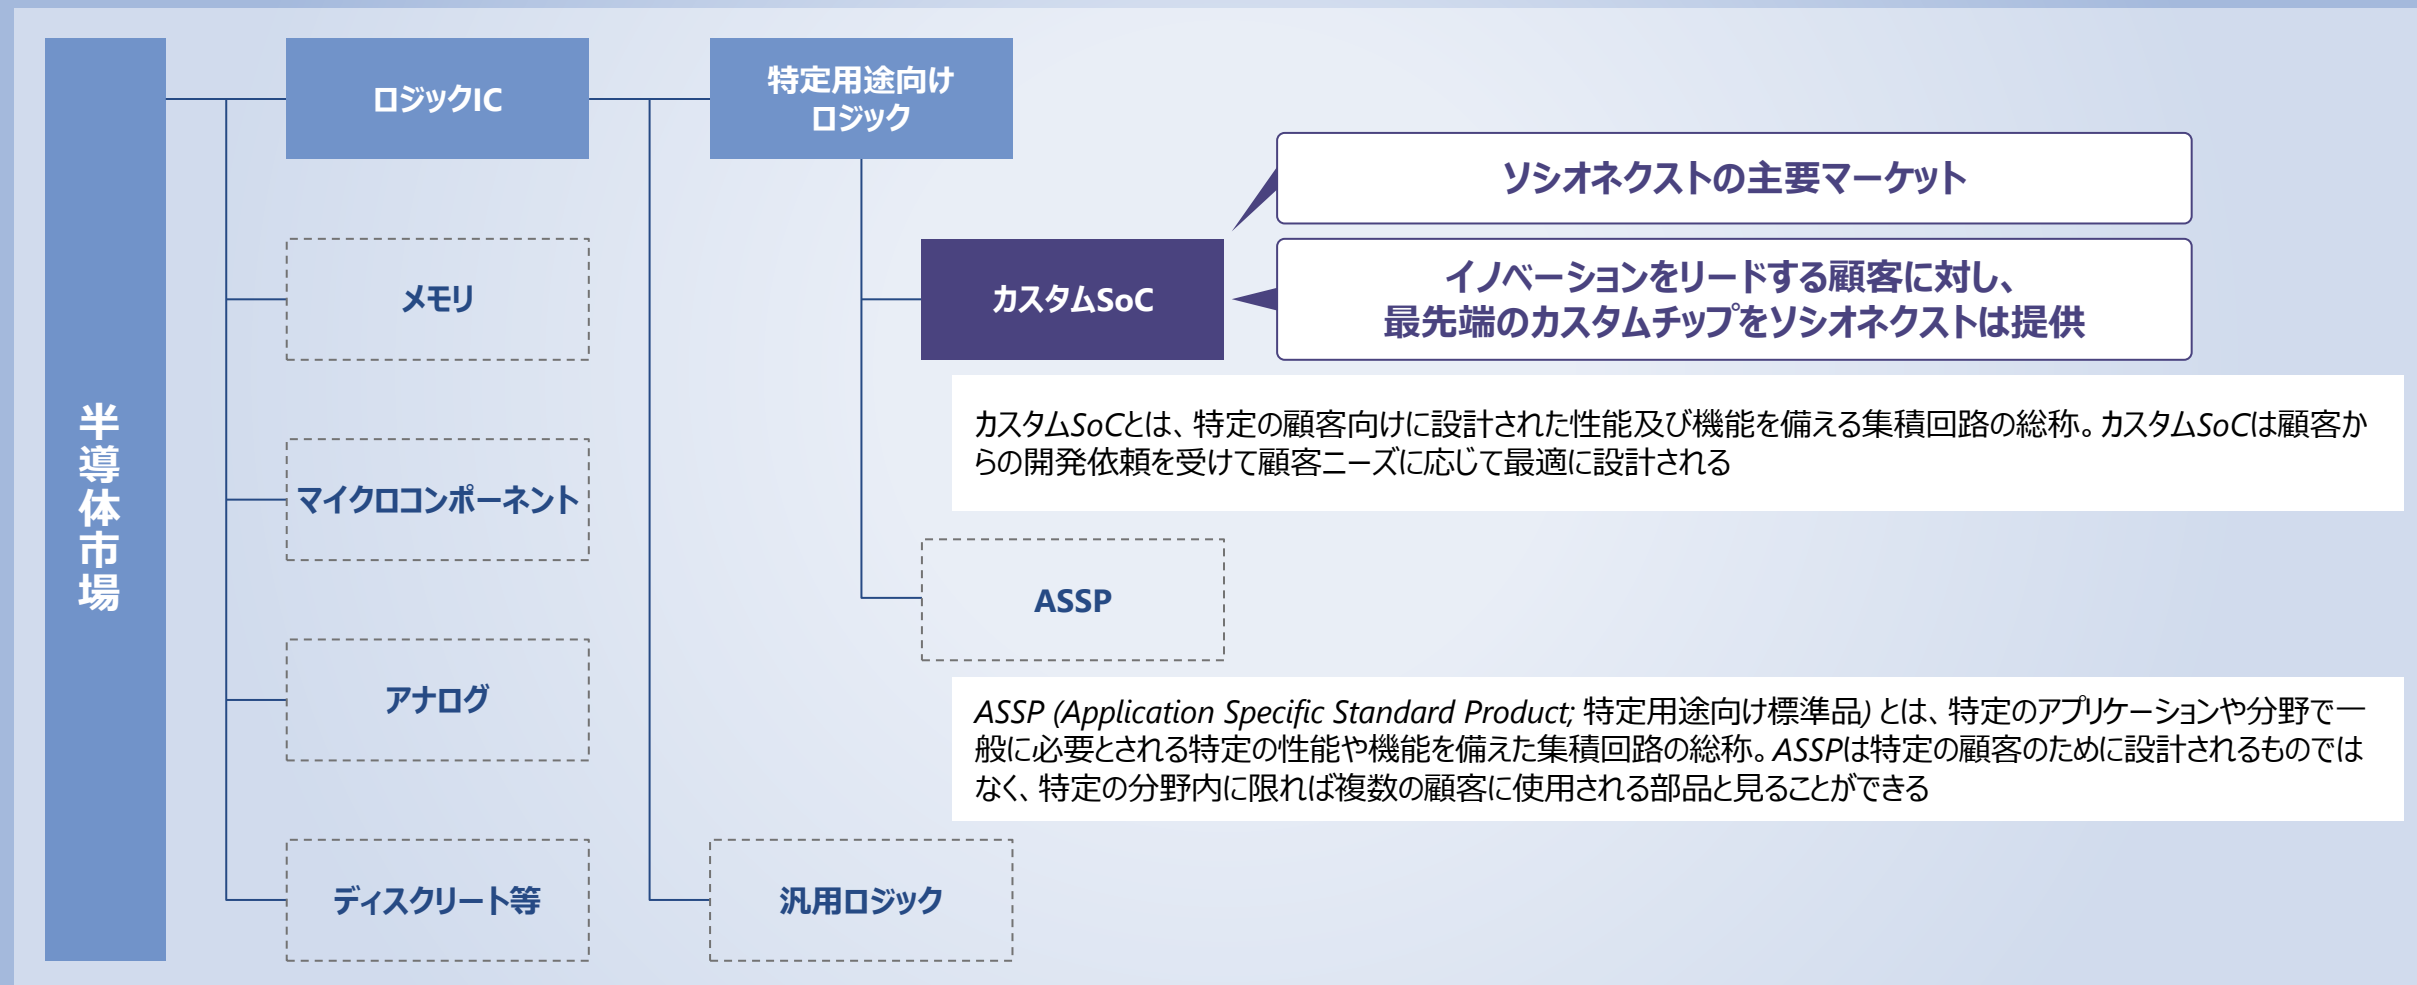 半導体市場
ロジックIC
メモリ
マイクロコンポーネント
アナログ
ディスクリート等
特定用途向け
ロジック
汎用ロジック
カスタムSoC
ソシオネクストの主要マーケット
イノベーションをリードする顧客に対し、
最先端のカスタムチップをソシオネクストは提供
カスタムSoCとは、特定の顧客向けに設計された性能及び機能を備える集積回路の総称。カスタムSoCは顧客か
らの開発依頼を受けて顧客ニーズに応じて最適に設計される
ASSP
ASSP (Application Specific Standard Product; 特定用途向け標準品) とは、特定のアプリケーションや分野で一
般に必要とされる特定の性能や機能を備えた集積回路の総称。ASSPは特定の顧客のために設計されるものでは
なく、特定の分野内に限れば複数の顧客に使用される部品と見ることができる